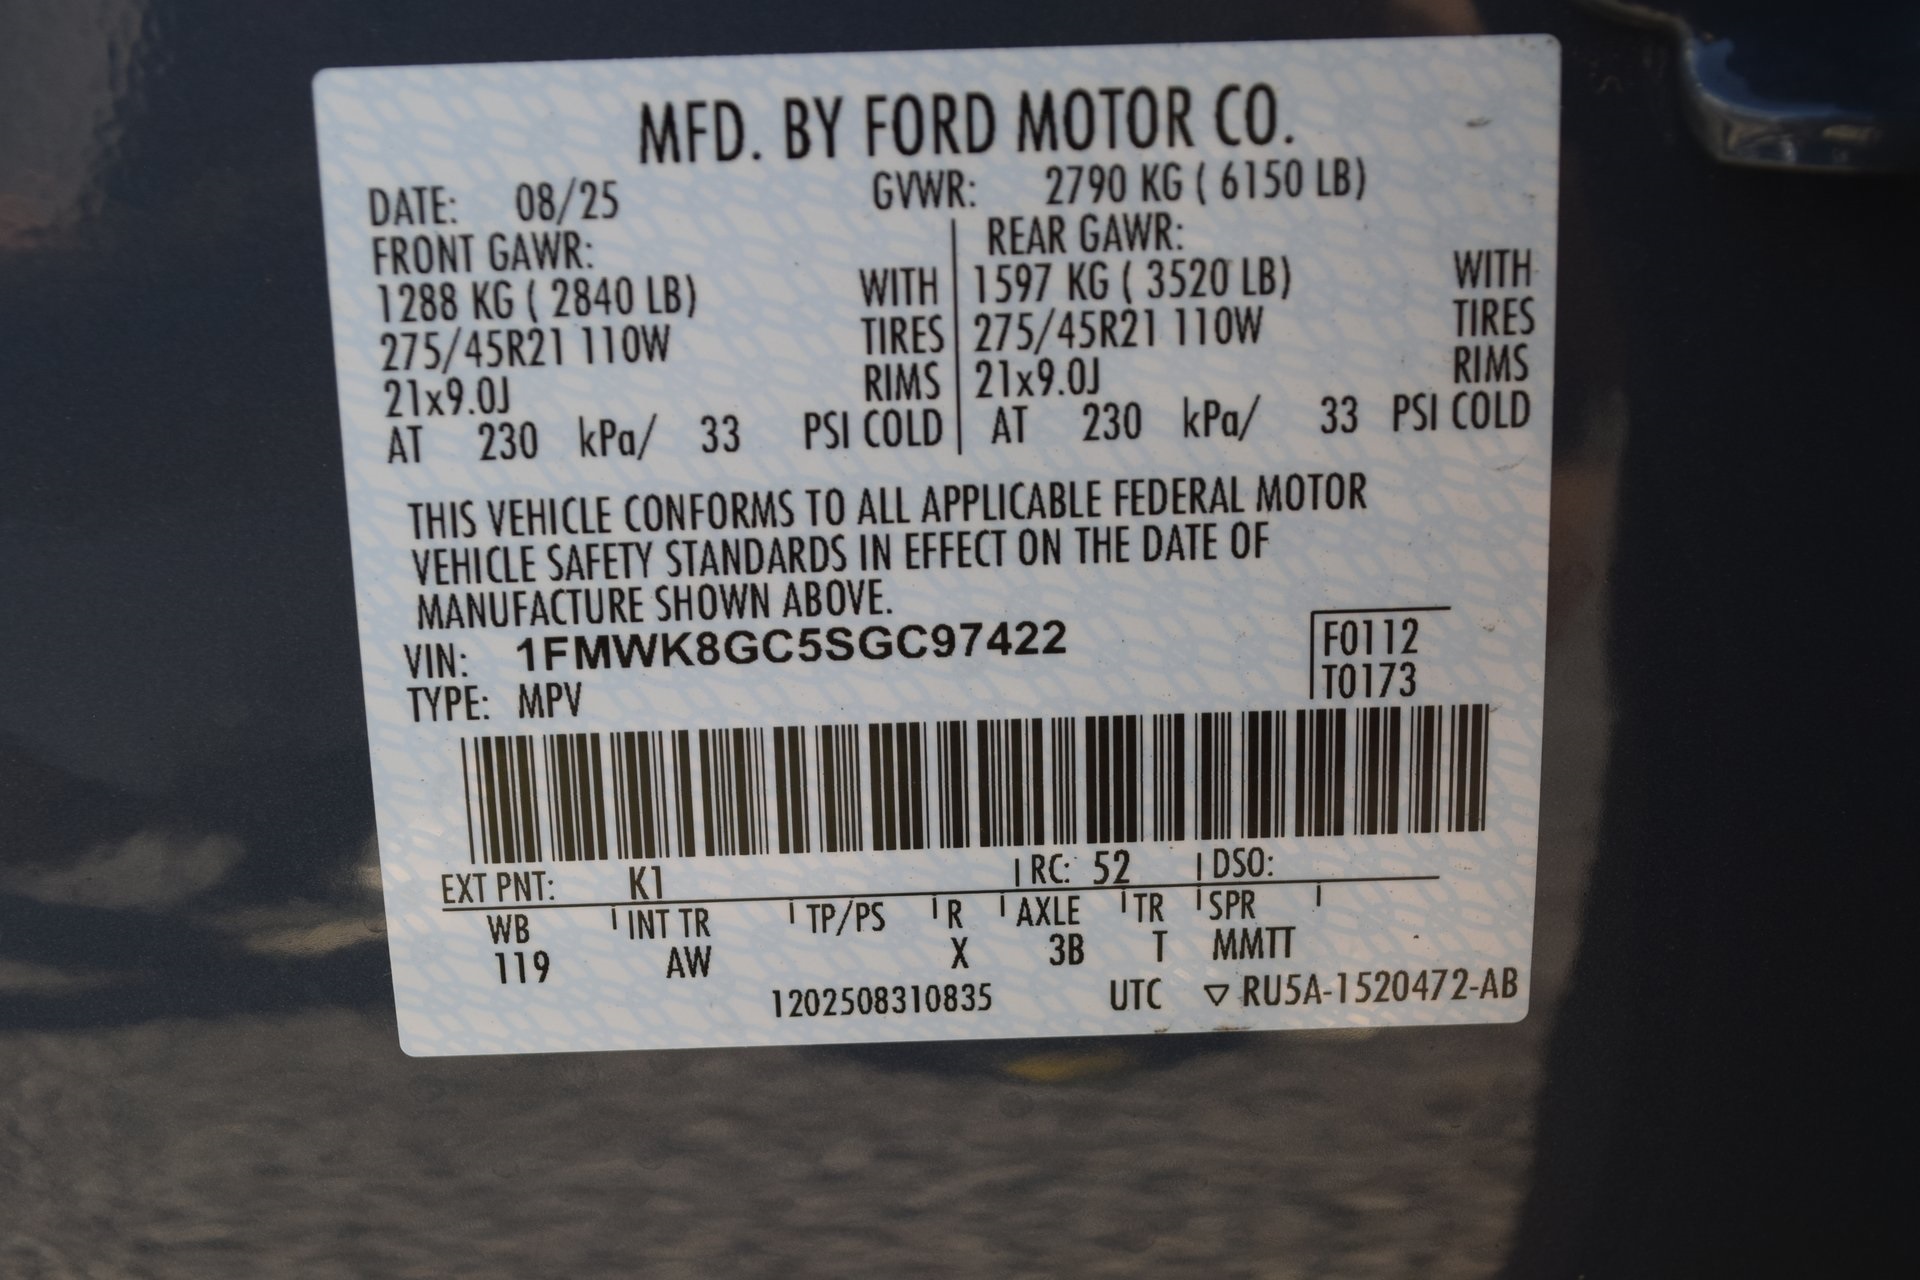 MFD. BY FORD MOTOR CO.
DATE: 08/25 GVWR: 2790 KG ( 6150 LB)
FRONT GAWR: REAR GAWR:
1288 KG ( 2840 LB) WITH 1597 KG ( 3520 LB) WITH
275/45R21 110W TIRES 275/45R21 110W TIRES
21x9.0J RIMS 21x9.0J RIMS
AT 230 kPa/ 33 PSI COLD AT 230 kPa/ 33 PSI COLD
THIS VEHICLE CONFORMS TO ALL APPLICABLE FEDERAL MOTOR
VEHICLE SAFETY STANDARDS IN EFFECT ON THE DATE OF
MANUFACTURE SHOWN ABOVE.
VIN: 1FMWK8GC5SGC97422 F0112
TYPE: MPV T0173
EXT PNT: K1 RC: 52 DSO:
WB INT TR TP/PS R AXLE TR SPR
119 AW X 3B T MMTT
1202508310835 UTC ▽ RU5A-1520472-AB